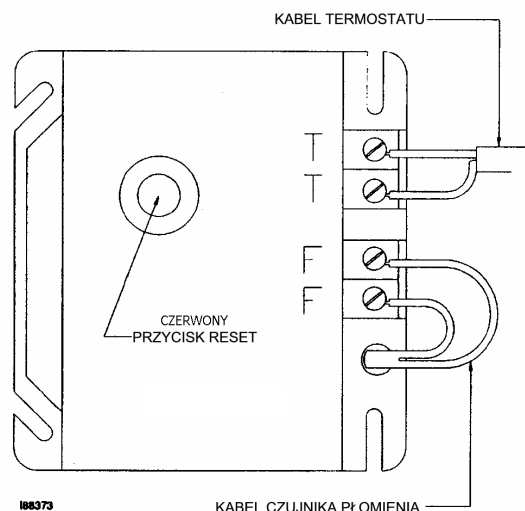 KABEL TERMOSTATU
T
T
F
F
CZERWONY
PRZYCISK RESET
I88373
KABEL CZUJNIKA PŁOMIENIA